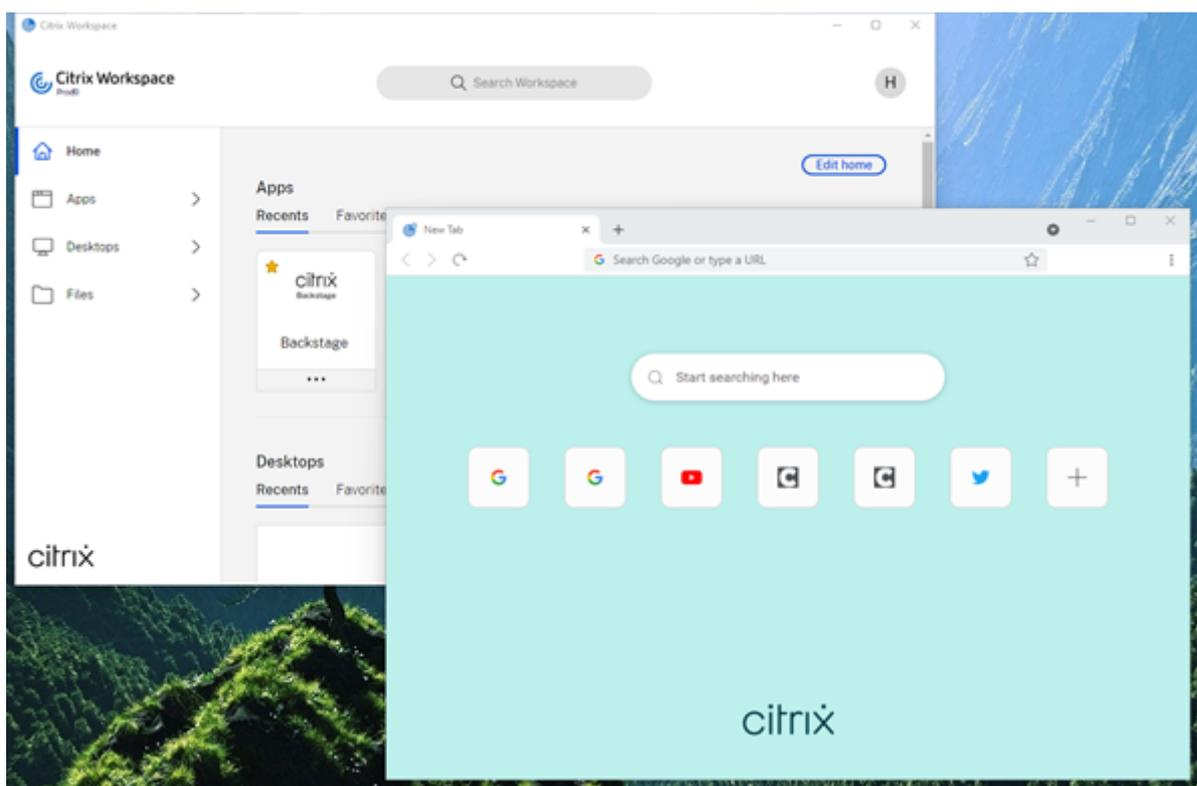 Citrix Workspace
Citrix Workspace
Search Workspace
H
Home
Edit home
Apps
Apps
Recents Favorite
Desktops
Files
citrix
Backstage
Backstage
Desktops
Recents Favorite
citrix
New Tab
Search Google or type a URL
Start searching here
citrix